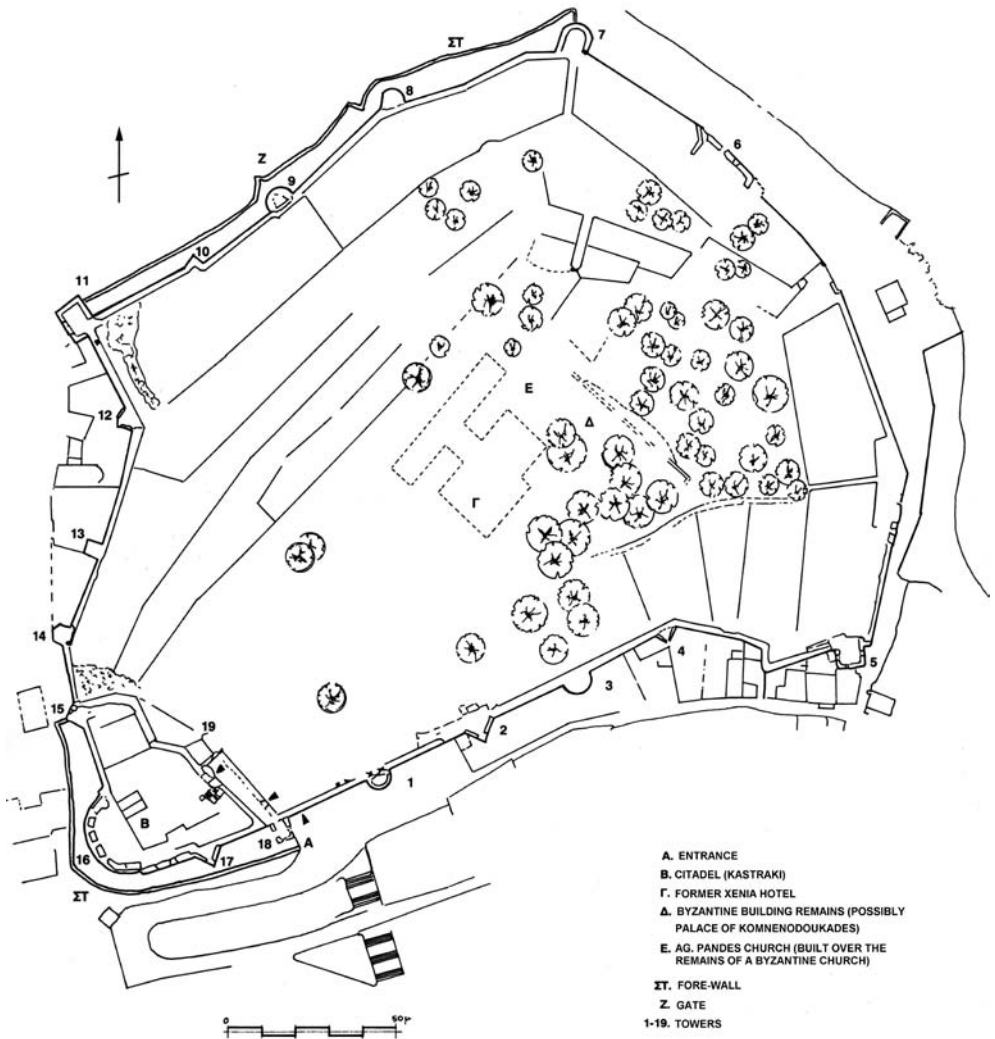 ΣΤ
7
8
6
Ζ
9
10
11
12
Ε
Δ
Γ
13
14
4
5
3
15
19
2
1
Β
18
Α
16
17
ΣΤ
A. ENTRANCE
B. CITADEL (KASTRAKI)
Γ. FORMER XENIA HOTEL
Δ. BYZANTINE BUILDING REMAINS (POSSIBLY
PALACE OF KOMNENODOUKADES)
E. AG. PANDES CHURCH (BUILT OVER THE
REMAINS OF A BYZANTINE CHURCH)
ΣΤ. FORE-WALL
Z. GATE
1-19. TOWERS
0 50μ